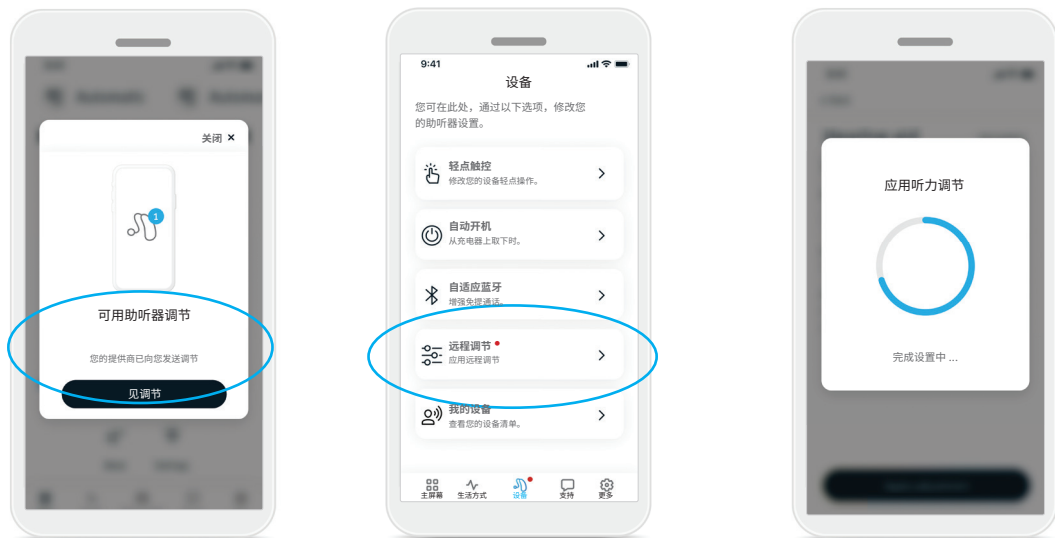 关闭 ×
1
可用助听器调节
您的提供商已向您发送调节
见调节
9:41
设备
您可在此处，通过以下选项，修改您
的助听器设置。
轻点触控
修改您的设备轻点操作。
自动开机
从充电器上取下时。
自适应蓝牙
增强免提通话。
远程调节
应用远程调节
我的设备
查看您的设备清单。
主屏幕 生活方式 设备 支持 更多
应用听力调节
完成设置中 ...